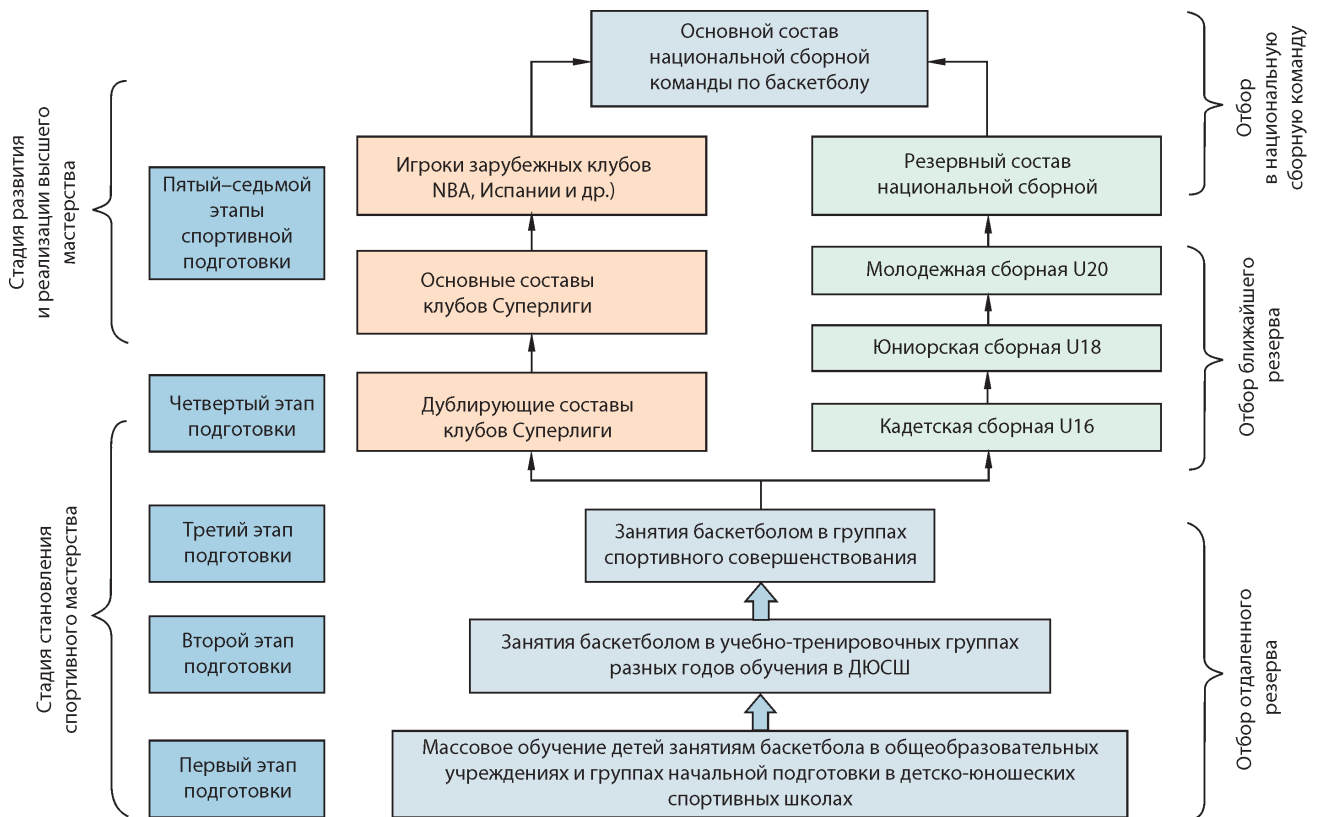 Основной состав
национальной сборной
команды по баскетболу
Отбор
в национальную
сборную команду
Стадия развития
и реализации высшего
мастерства
Пятый–седьмой
этапы
спортивной
подготовки
Игроки зарубежных клубов
NBA, Испании и др.)
Резервный состав
национальной сборной
Основные составы
клубов Суперлиги
Молодежная сборная U20
Юниорская сборная U18
Отбор ближайшего
резерва
Четвертый этап
подготовки
Дублирующие составы
клубов Суперлиги
Кадетская сборная U16
Стадия становления
спортивного мастерства
Третий этап
подготовки
Занятия баскетболом в группах
спортивного совершенствования
Второй этап
подготовки
Занятия баскетболом в учебно-тренировочных группах
разных годов обучения в ДЮСШ
Отбор отдаленного
резерва
Первый этап
подготовки
Массовое обучение детей занятиям баскетбола в общеобразовательных
учреждениях и группах начальной подготовки в детско-юношеских
спортивных школах